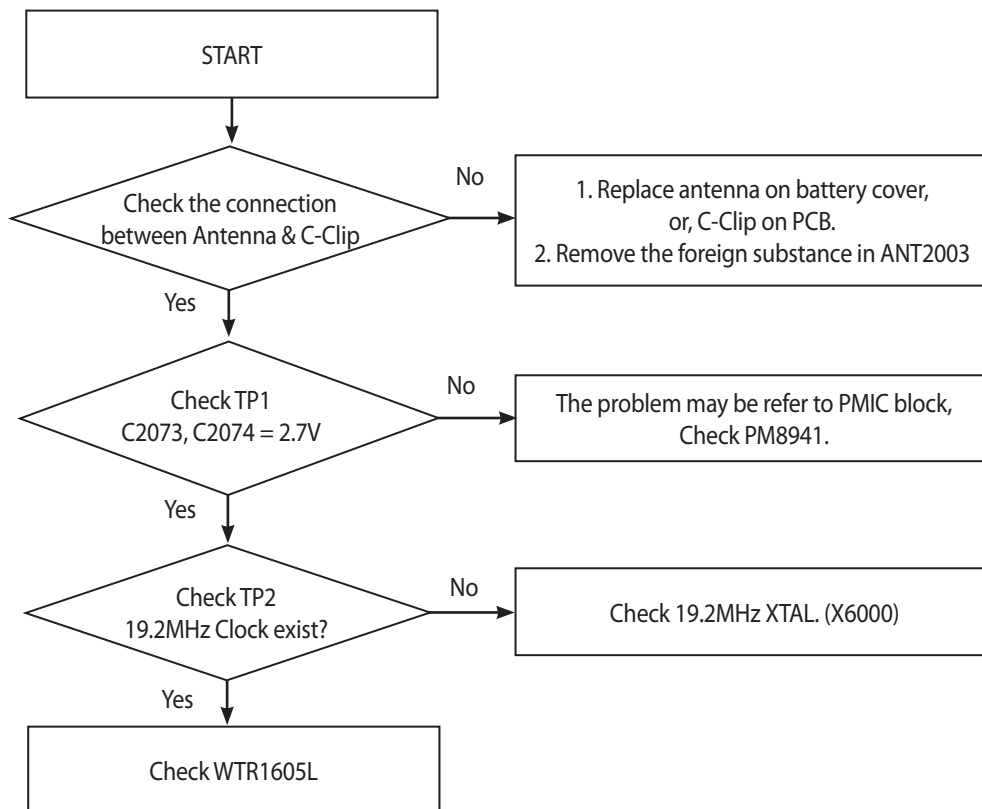 START
Check the connection
between Antenna & C-Clip
No
1. Replace antenna on battery cover,
or, C-Clip on PCB.
2. Remove the foreign substance in ANT2003
Yes
Check TP1
C2073, C2074 = 2.7V
No
The problem may be refer to PMIC block,
Check PM8941.
Yes
Check TP2
19.2MHz Clock exist?
No
Check 19.2MHz XTAL. (X6000)
Yes
Check WTR1605L